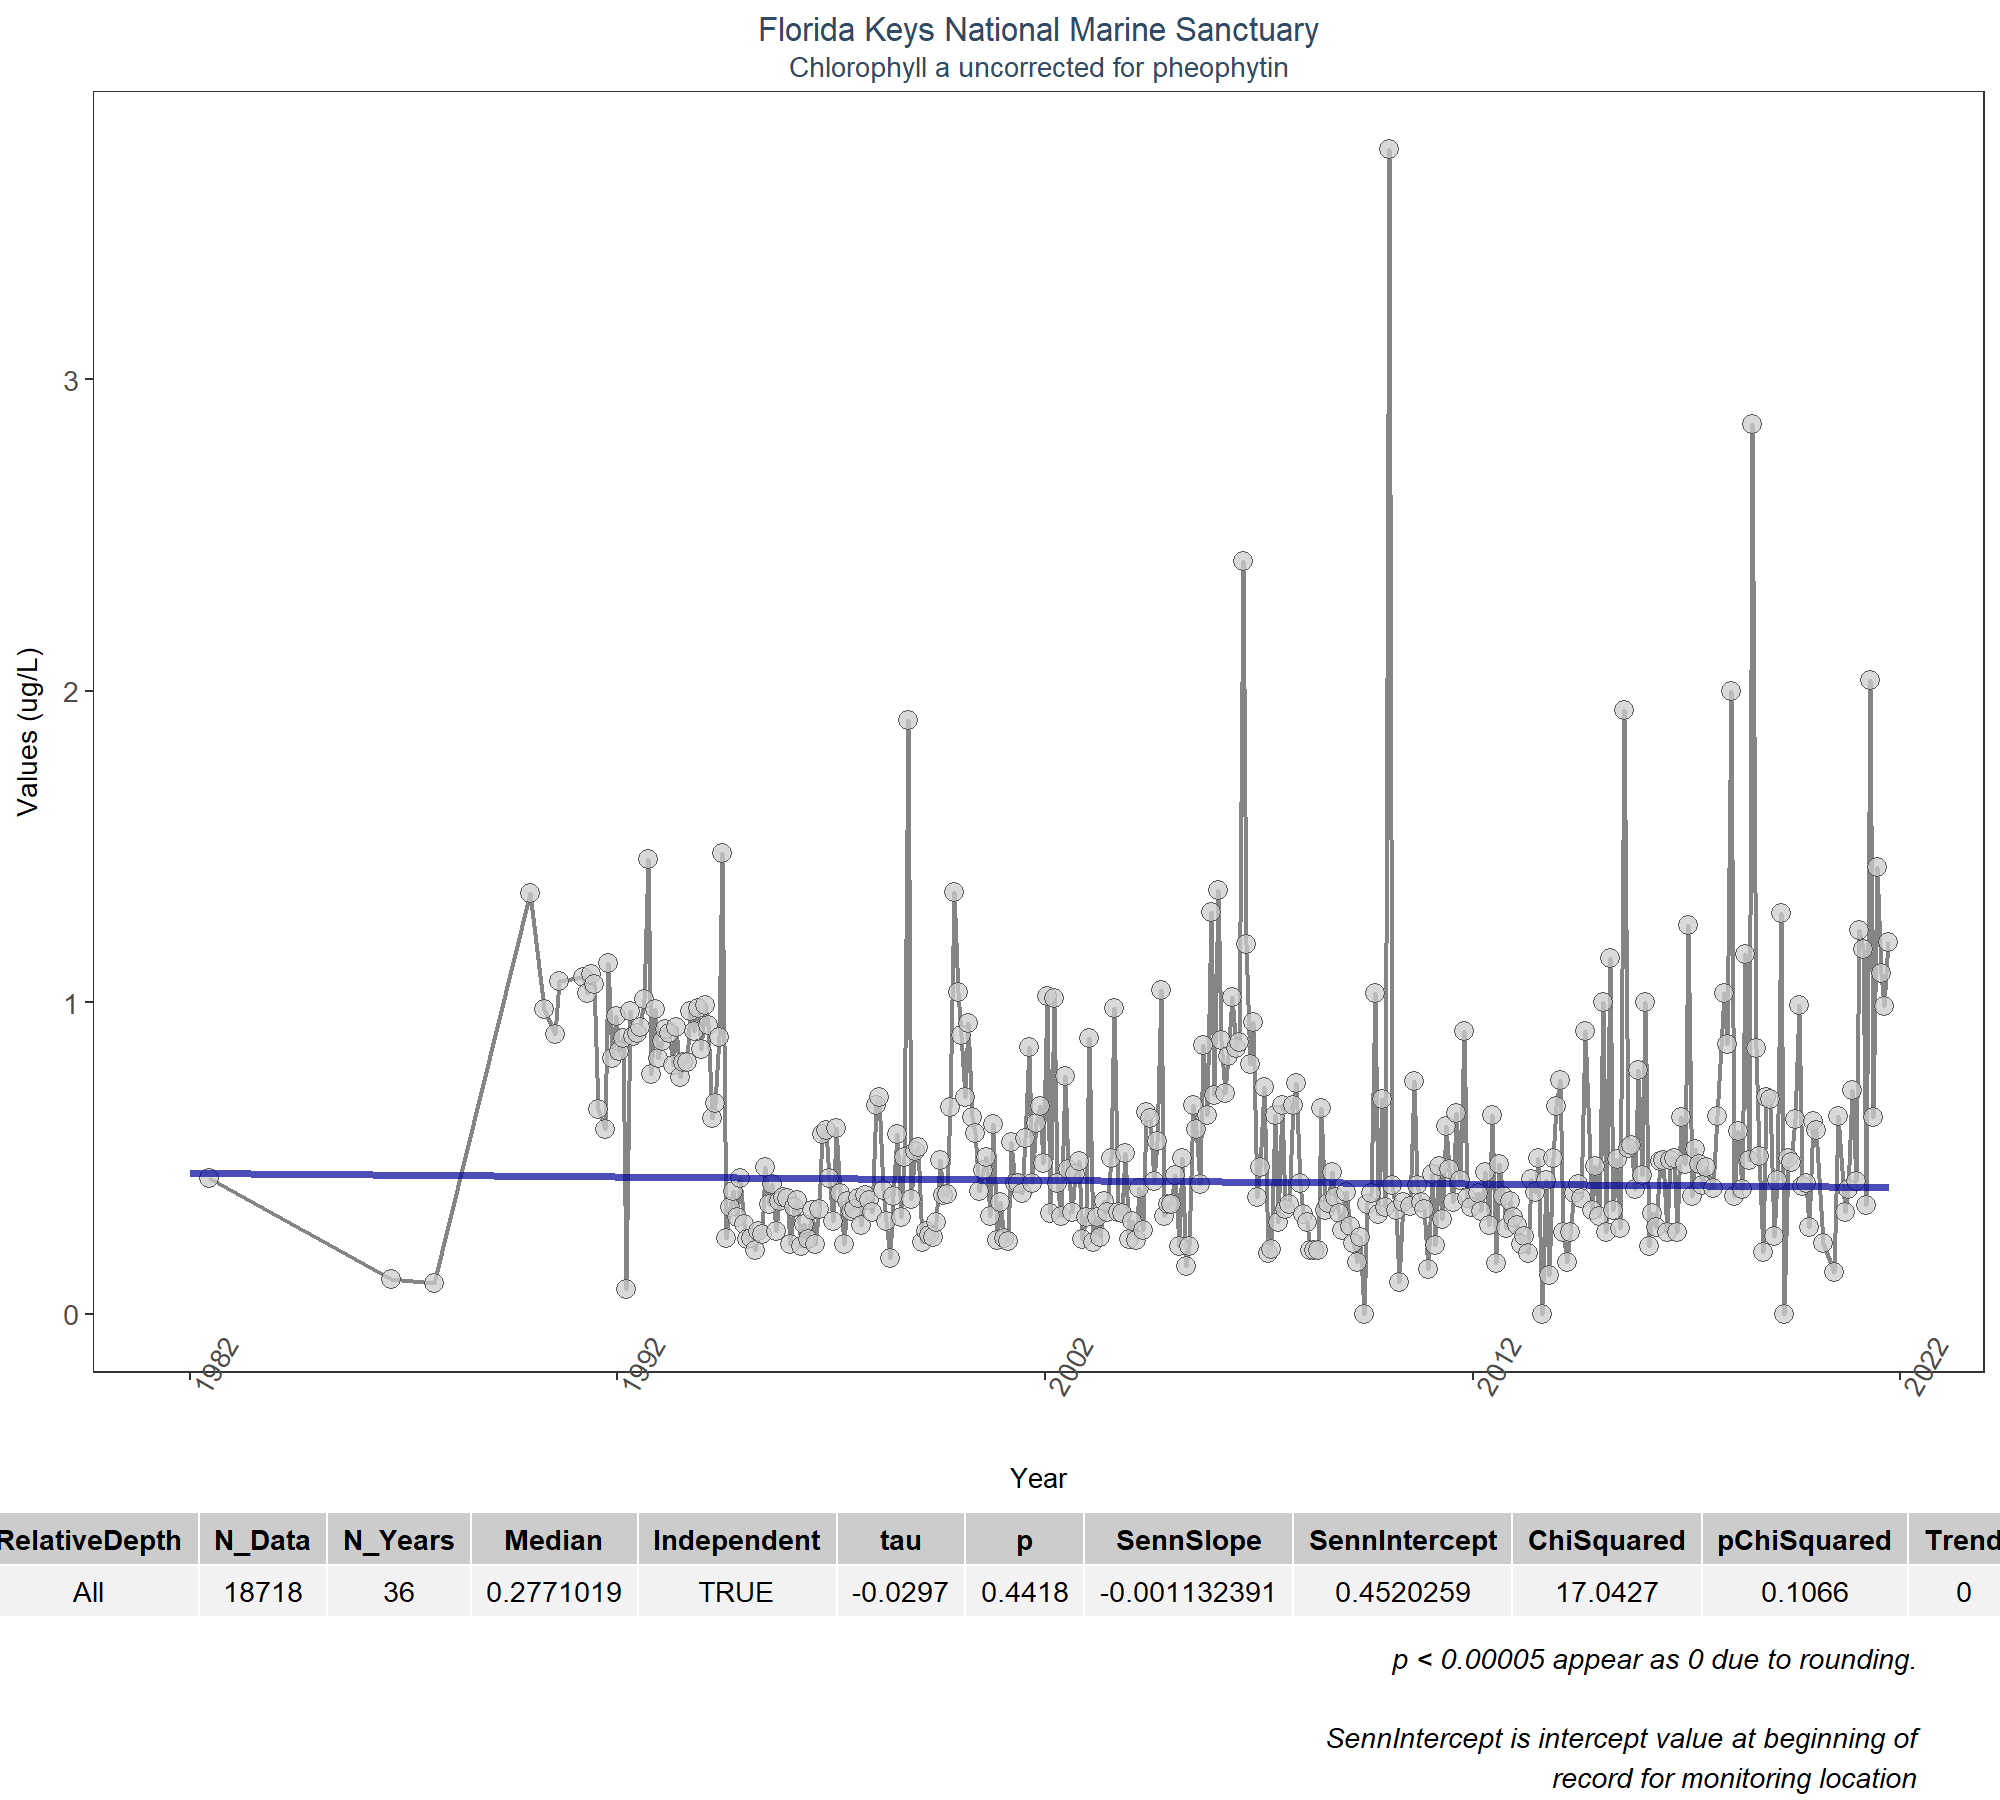 Florida Keys National Marine Sanctuary
Chlorophyll a uncorrected for pheophytin
Values (ug/L)
3
2
1
0
1982 1992 2002 2012 2022
Year
RelativeDepth N_Data N_Years Median Independent tau p SennSlope SennIntercept ChiSquared pChiSquared Trend
All 18718 36 0.2771019 TRUE -0.0297 0.4418 -0.001132391 0.4520259 17.0427 0.1066 0
p < 0.00005 appear as 0 due to rounding.
SennIntercept is intercept value at beginning of
record for monitoring location